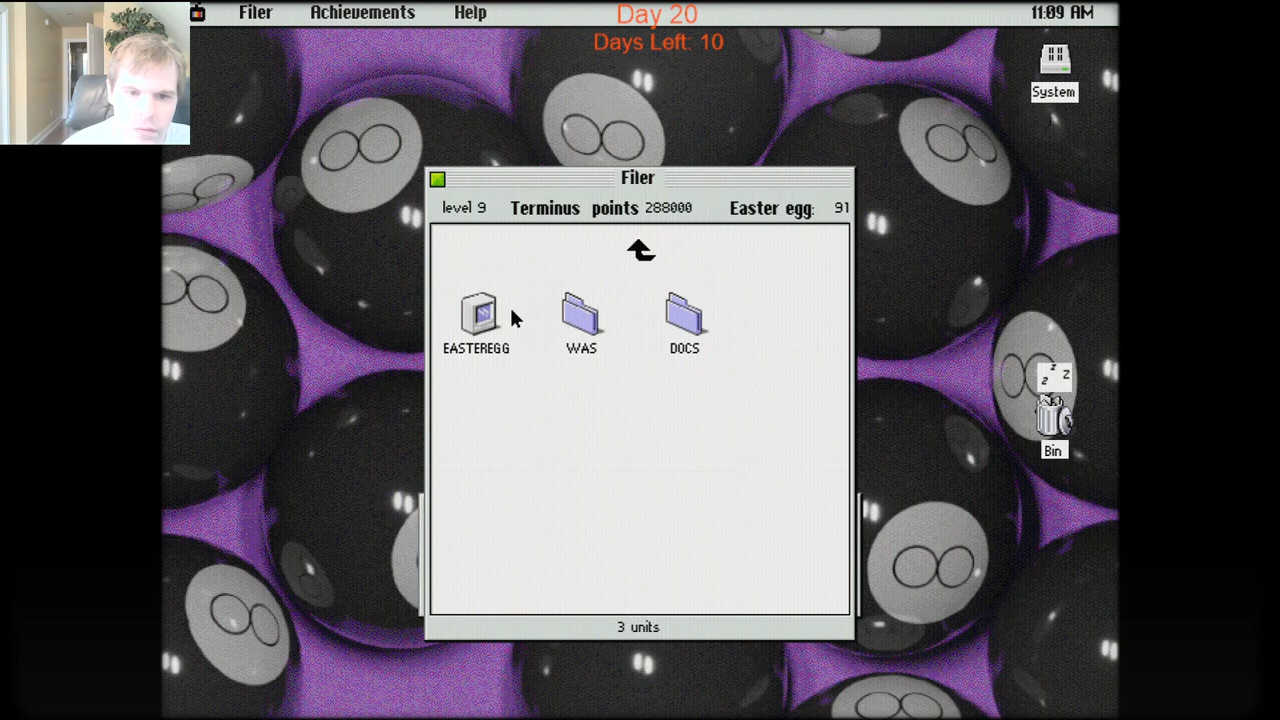 Filer Achievements Help Day 20 11:09 AM
Days Left: 10
System
Filer
level 9 Terminus points 288000 Easter egg: 91
EASTEREGG WAS DOCS
z z z
Bin
3 units